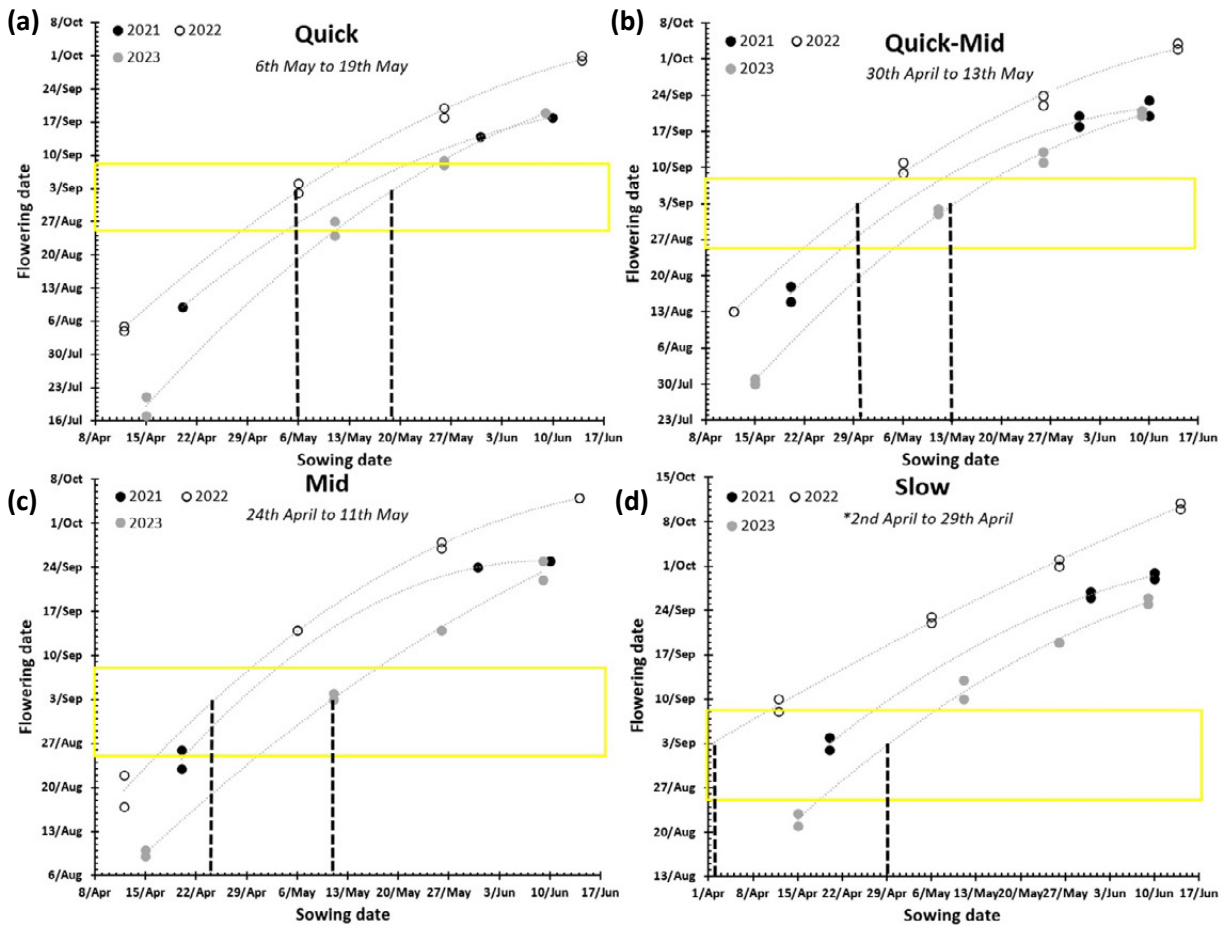 (a)
2021 2022
2023
Quick
6th May to 19th May
Flowering date
8/Oct
1/Oct
24/Sep
17/Sep
10/Sep
3/Sep
27/Aug
20/Aug
13/Aug
6/Aug
30/Jul
23/Jul
16/Jul
8/Apr 15/Apr 22/Apr 29/Apr 6/May 13/May 20/May 27/May 3/Jun 10/Jun 17/Jun
Sowing date
(b)
2021 2022
2023
Quick-Mid
30th April to 13th May
Flowering date
8/Oct
1/Oct
24/Sep
17/Sep
10/Sep
3/Sep
27/Aug
20/Aug
13/Aug
6/Aug
30/Jul
23/Jul
8/Apr 15/Apr 22/Apr 29/Apr 6/May 13/May 20/May 27/May 3/Jun 10/Jun 17/Jun
Sowing date
(c)
2021 2022
2023
Mid
24th April to 11th May
Flowering date
8/Oct
1/Oct
24/Sep
17/Sep
10/Sep
3/Sep
27/Aug
20/Aug
13/Aug
6/Aug
8/Apr 15/Apr 22/Apr 29/Apr 6/May 13/May 20/May 27/May 3/Jun 10/Jun 17/Jun
Sowing date
(d)
2021 2022
2023
Slow
*2nd April to 29th April
Flowering date
15/Oct
8/Oct
1/Oct
24/Sep
17/Sep
10/Sep
3/Sep
27/Aug
20/Aug
13/Aug
1/Apr 8/Apr 15/Apr 22/Apr 29/Apr 6/May 13/May 20/May 27/May 3/Jun 10/Jun 17/Jun
Sowing date